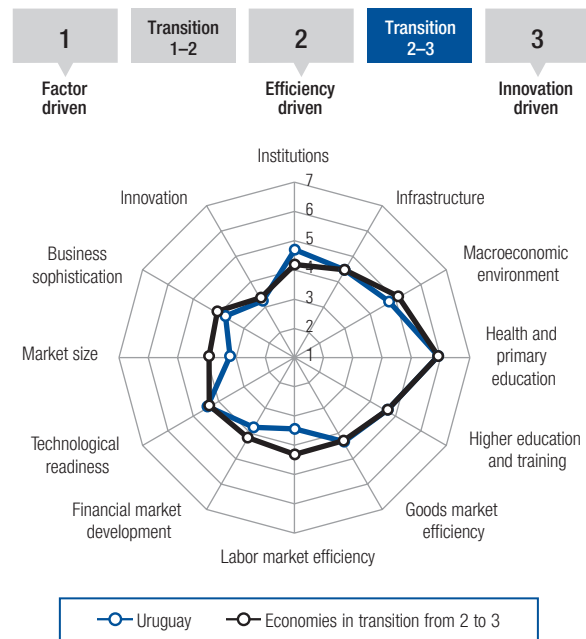 1
Transition
1–2
2
Transition
2–3
3
Factor
driven
Efficiency
driven
Innovation
driven
Institutions
7
Innovation
6
Infrastructure
5
Business
sophistication
4
Macroeconomic
environment
3
2
Market size
1
Health and
primary
education
Technological
readiness
Higher education
and training
Financial market
development
Goods market
efficiency
Labor market efficiency
Uruguay
Economies in transition from 2 to 3